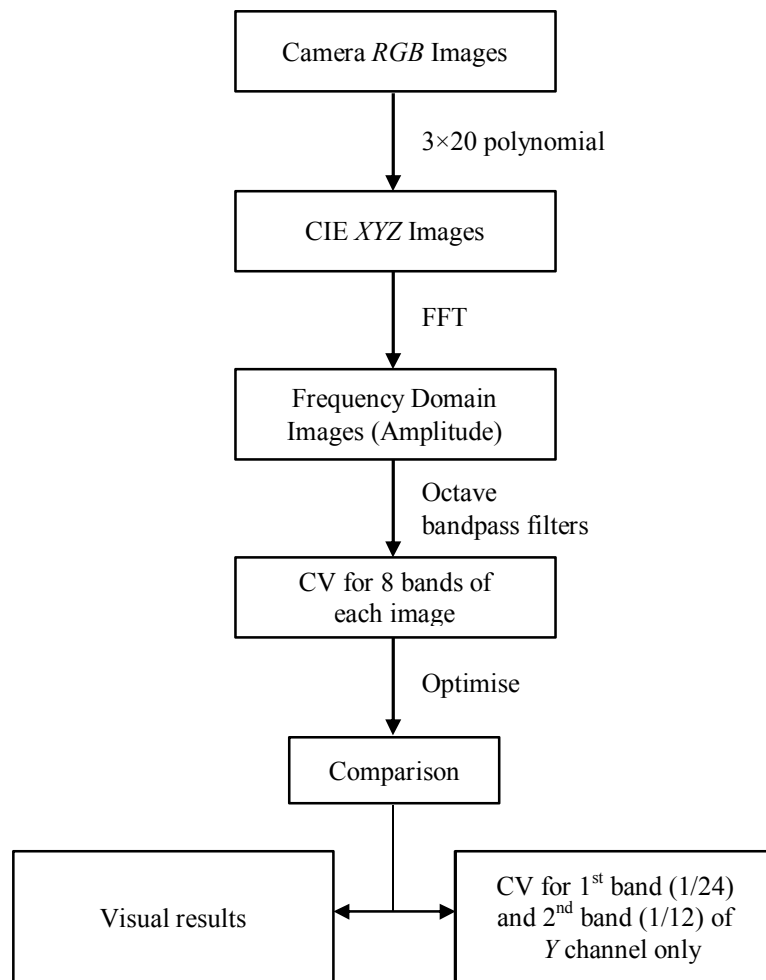 Camera RGB Images
3×20 polynomial
CIE XYZ Images
FFT
Frequency Domain
Images (Amplitude)
Octave
bandpass filters
CV for 8 bands of
each image
Optimise
Comparison
Visual results
CV for 1st band (1/24)
and 2nd band (1/12) of
Y channel only